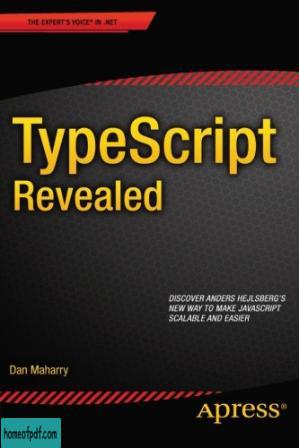 THE EXPERT'S VOICE® IN .NET
TypeScript
Revealed
DISCOVER ANDERS HEJLSBERG'S
NEW WAY TO MAKE JAVASCRIPT
SCALABLE AND EASIER
Dan Maharry
Apress®
homeofpdf.com